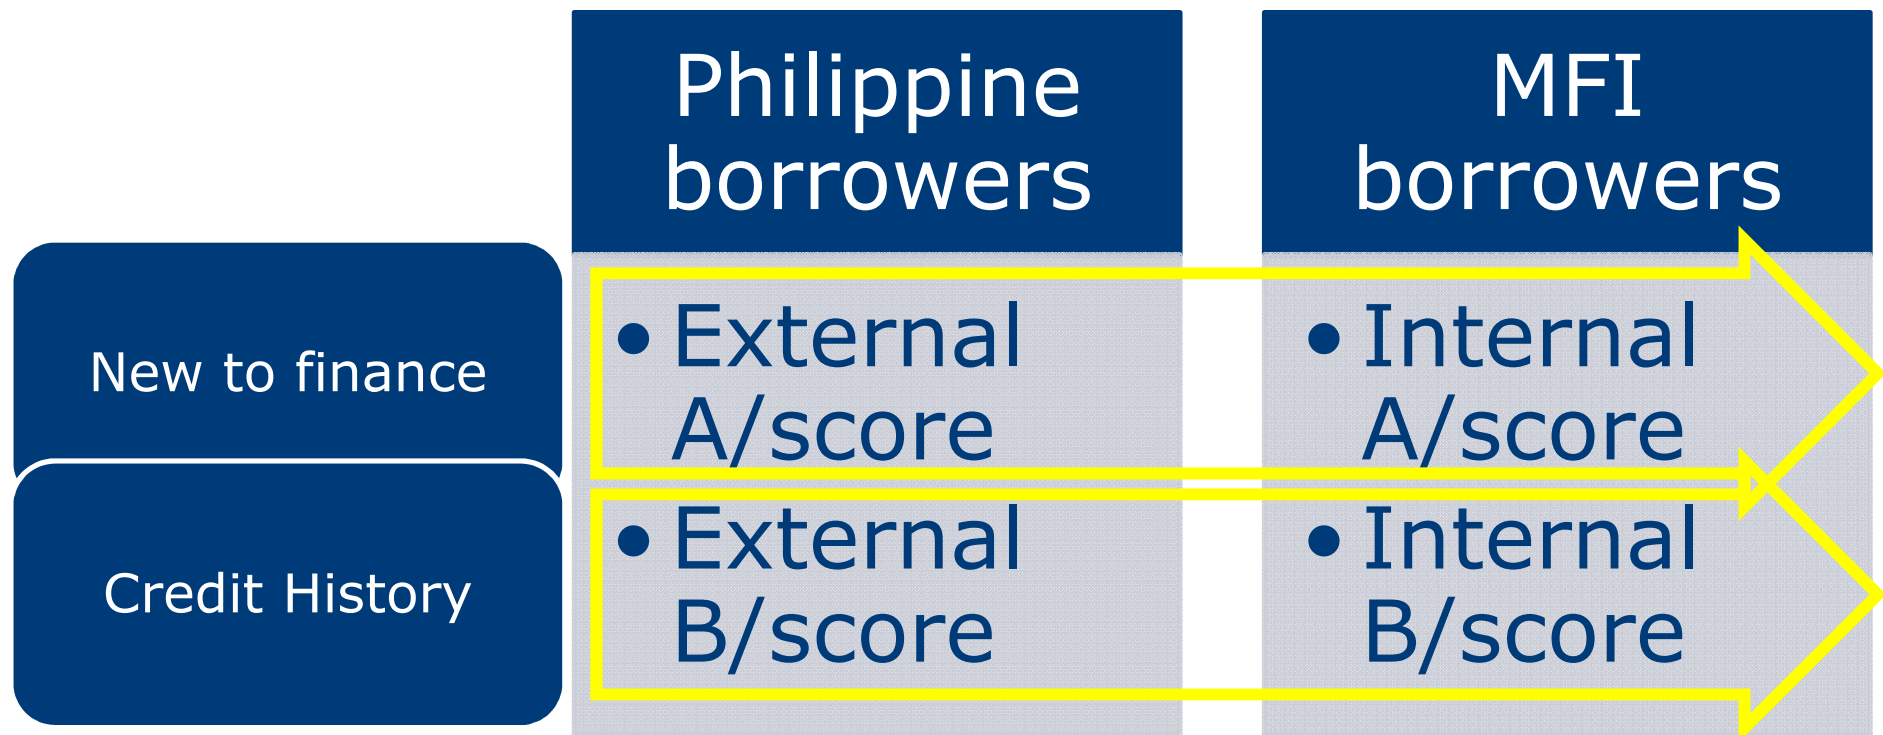 Philippine
borrowers
MFI
borrowers
New to finance
• External
A/score
• Internal
A/score
Credit History
• External
B/score
• Internal
B/score